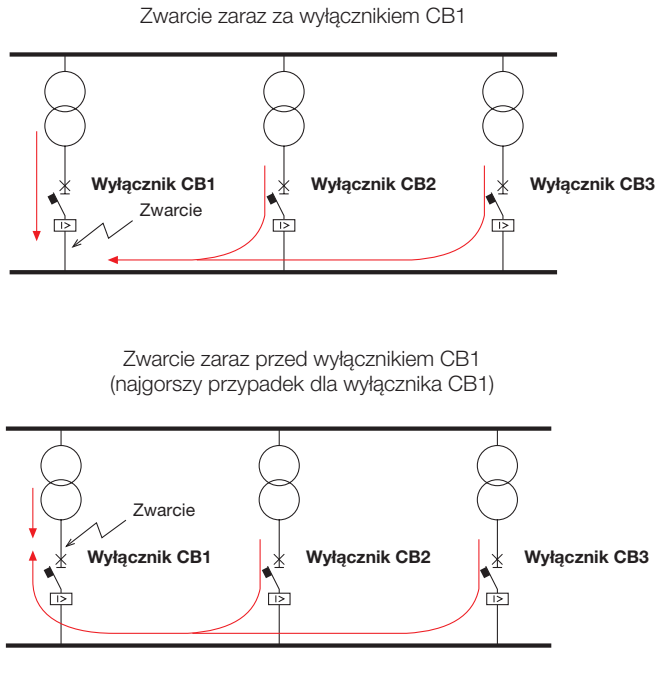 Zwarcie zaraz za wyłącznikiem CB1
Wyłącznik CB1
Wyłącznik CB2
Wyłącznik CB3
Zwarcie
I>
I>
I>
Zwarcie zaraz przed wyłącznikiem CB1
(najgorszy przypadek dla wyłącznika CB1)
Zwarcie
Wyłącznik CB1
Wyłącznik CB2
Wyłącznik CB3
I>
I>
I>